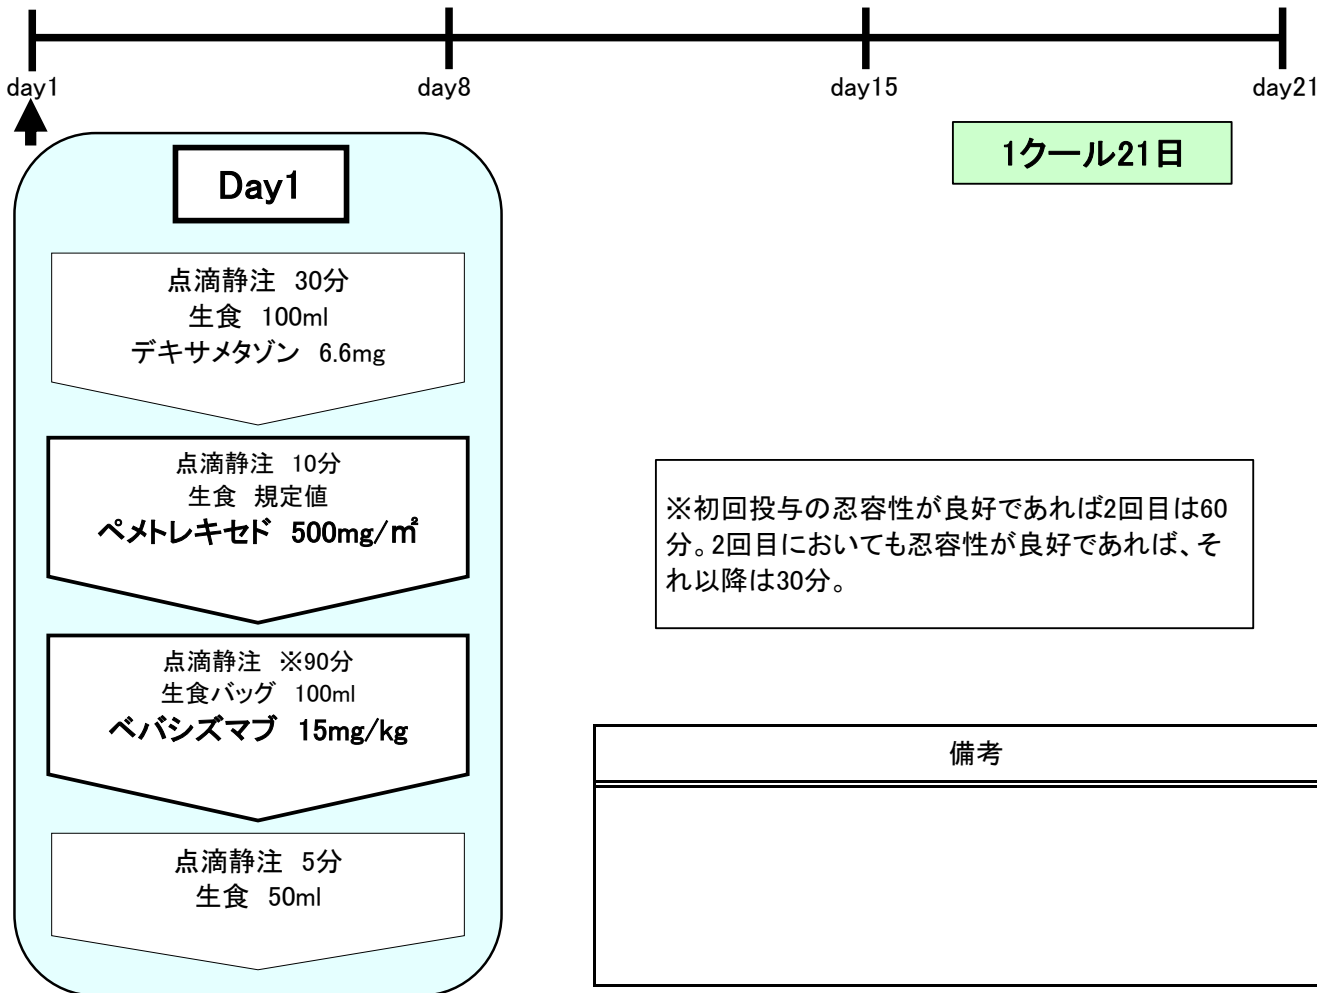 day1
day8
day15
day21
1クール21日
Day1
点滴静注 30分
生食 100ml
デキサメタゾン 6.6mg
点滴静注 10分
生食 規定値
ペメトレキセド 500mg/㎡
点滴静注 ※90分
生食バッグ 100ml
ベバシズマブ 15mg/kg
点滴静注 5分
生食 50ml
※初回投与の忍容性が良好であれば2回目は60
分。2回目においても忍容性が良好であれば、そ
れ以降は30分。
備考